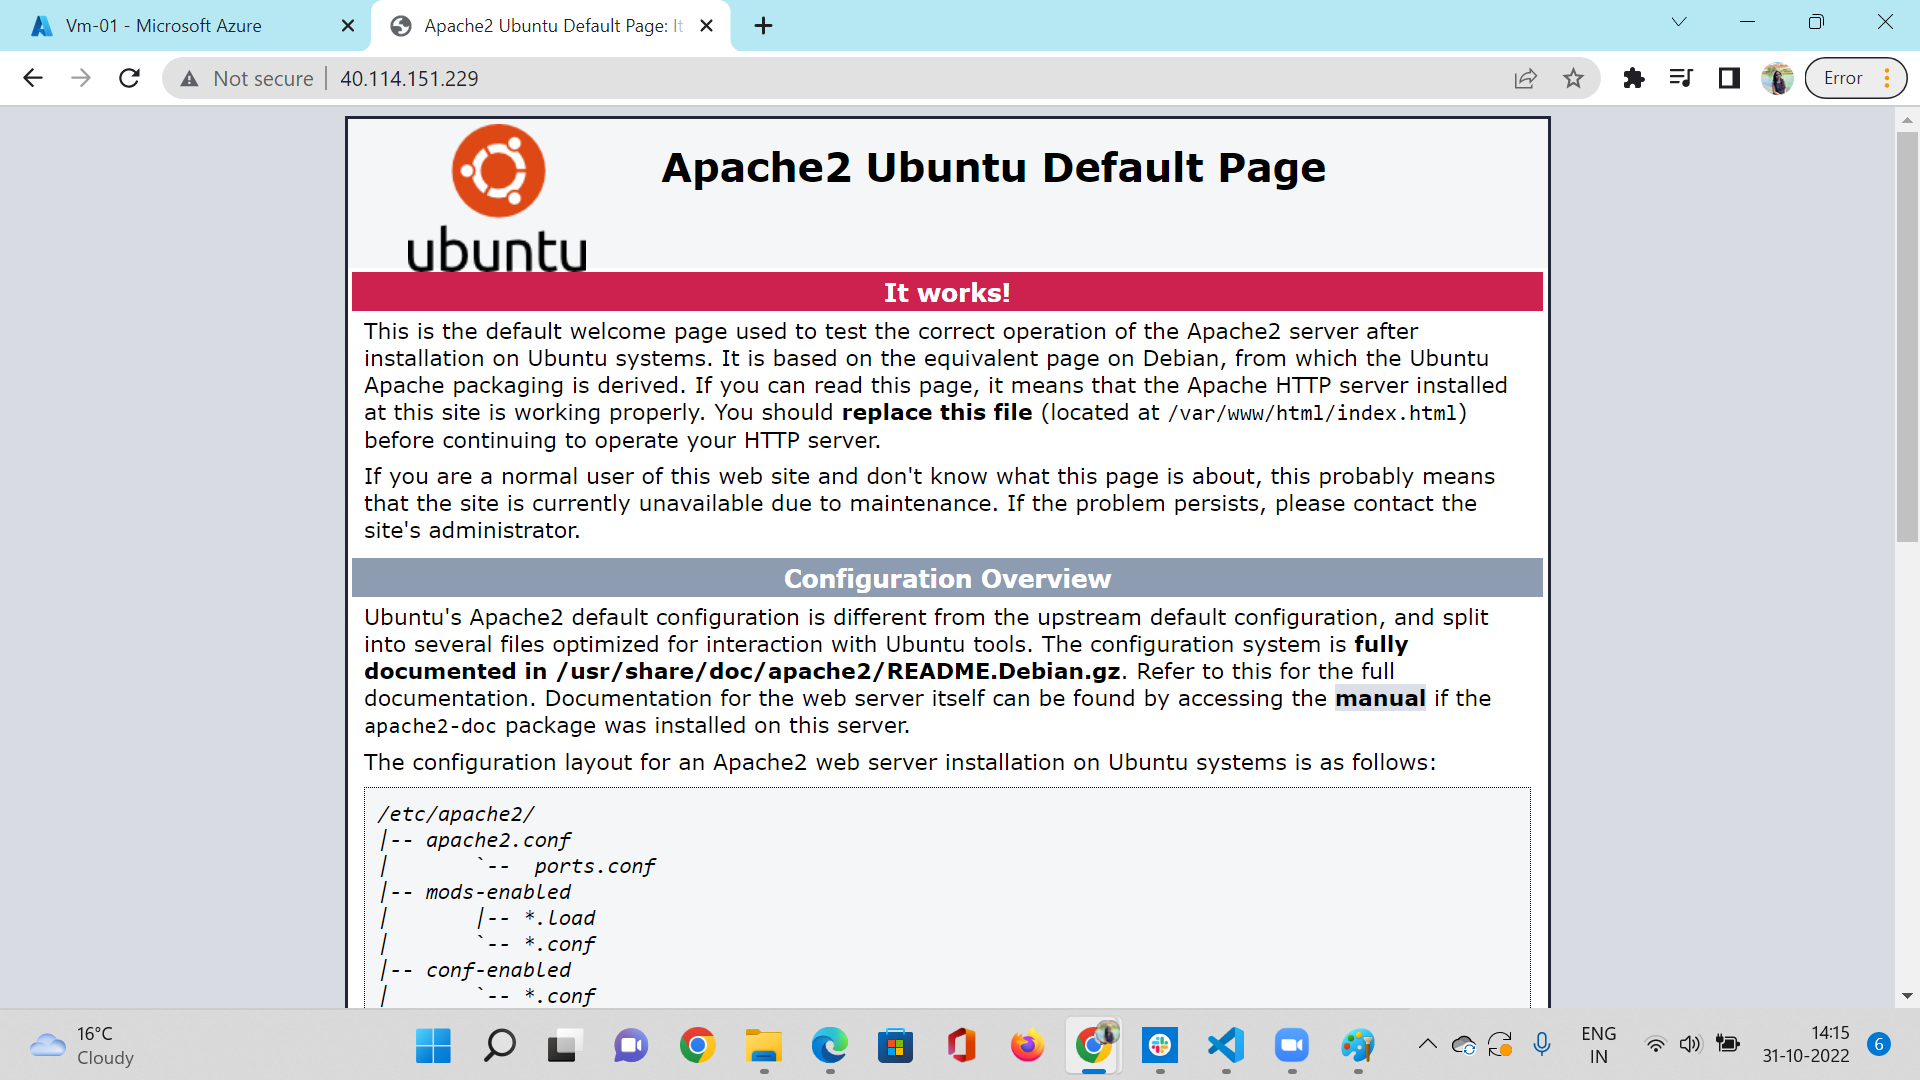 Vm-01 - Microsoft Azure
Apache2 Ubuntu Default Page: It
Not secure
40.114.151.229
Error
ubuntu
Apache2 Ubuntu Default Page
It works!
This is the default welcome page used to test the correct operation of the Apache2 server after
installation on Ubuntu systems. It is based on the equivalent page on Debian, from which the Ubuntu
Apache packaging is derived. If you can read this page, it means that the Apache HTTP server installed
at this site is working properly. You should replace this file (located at /var/www/html/index.html)
before continuing to operate your HTTP server.
If you are a normal user of this web site and don't know what this page is about, this probably means
that the site is currently unavailable due to maintenance. If the problem persists, please contact the
site's administrator.
Configuration Overview
Ubuntu's Apache2 default configuration is different from the upstream default configuration, and split
into several files optimized for interaction with Ubuntu tools. The configuration system is fully
documented in /usr/share/doc/apache2/README.Debian.gz. Refer to this for the full
documentation. Documentation for the web server itself can be found by accessing the manual if the
apache2-doc package was installed on this server.
The configuration layout for an Apache2 web server installation on Ubuntu systems is as follows:
/etc/apache2/
|-- apache2.conf
|       `--  ports.conf
|-- mods-enabled
|       |-- *.load
|       `-- *.conf
|-- conf-enabled
|       `-- *.conf
16°C
Cloudy
ENG
IN
14:15
31-10-2022
6